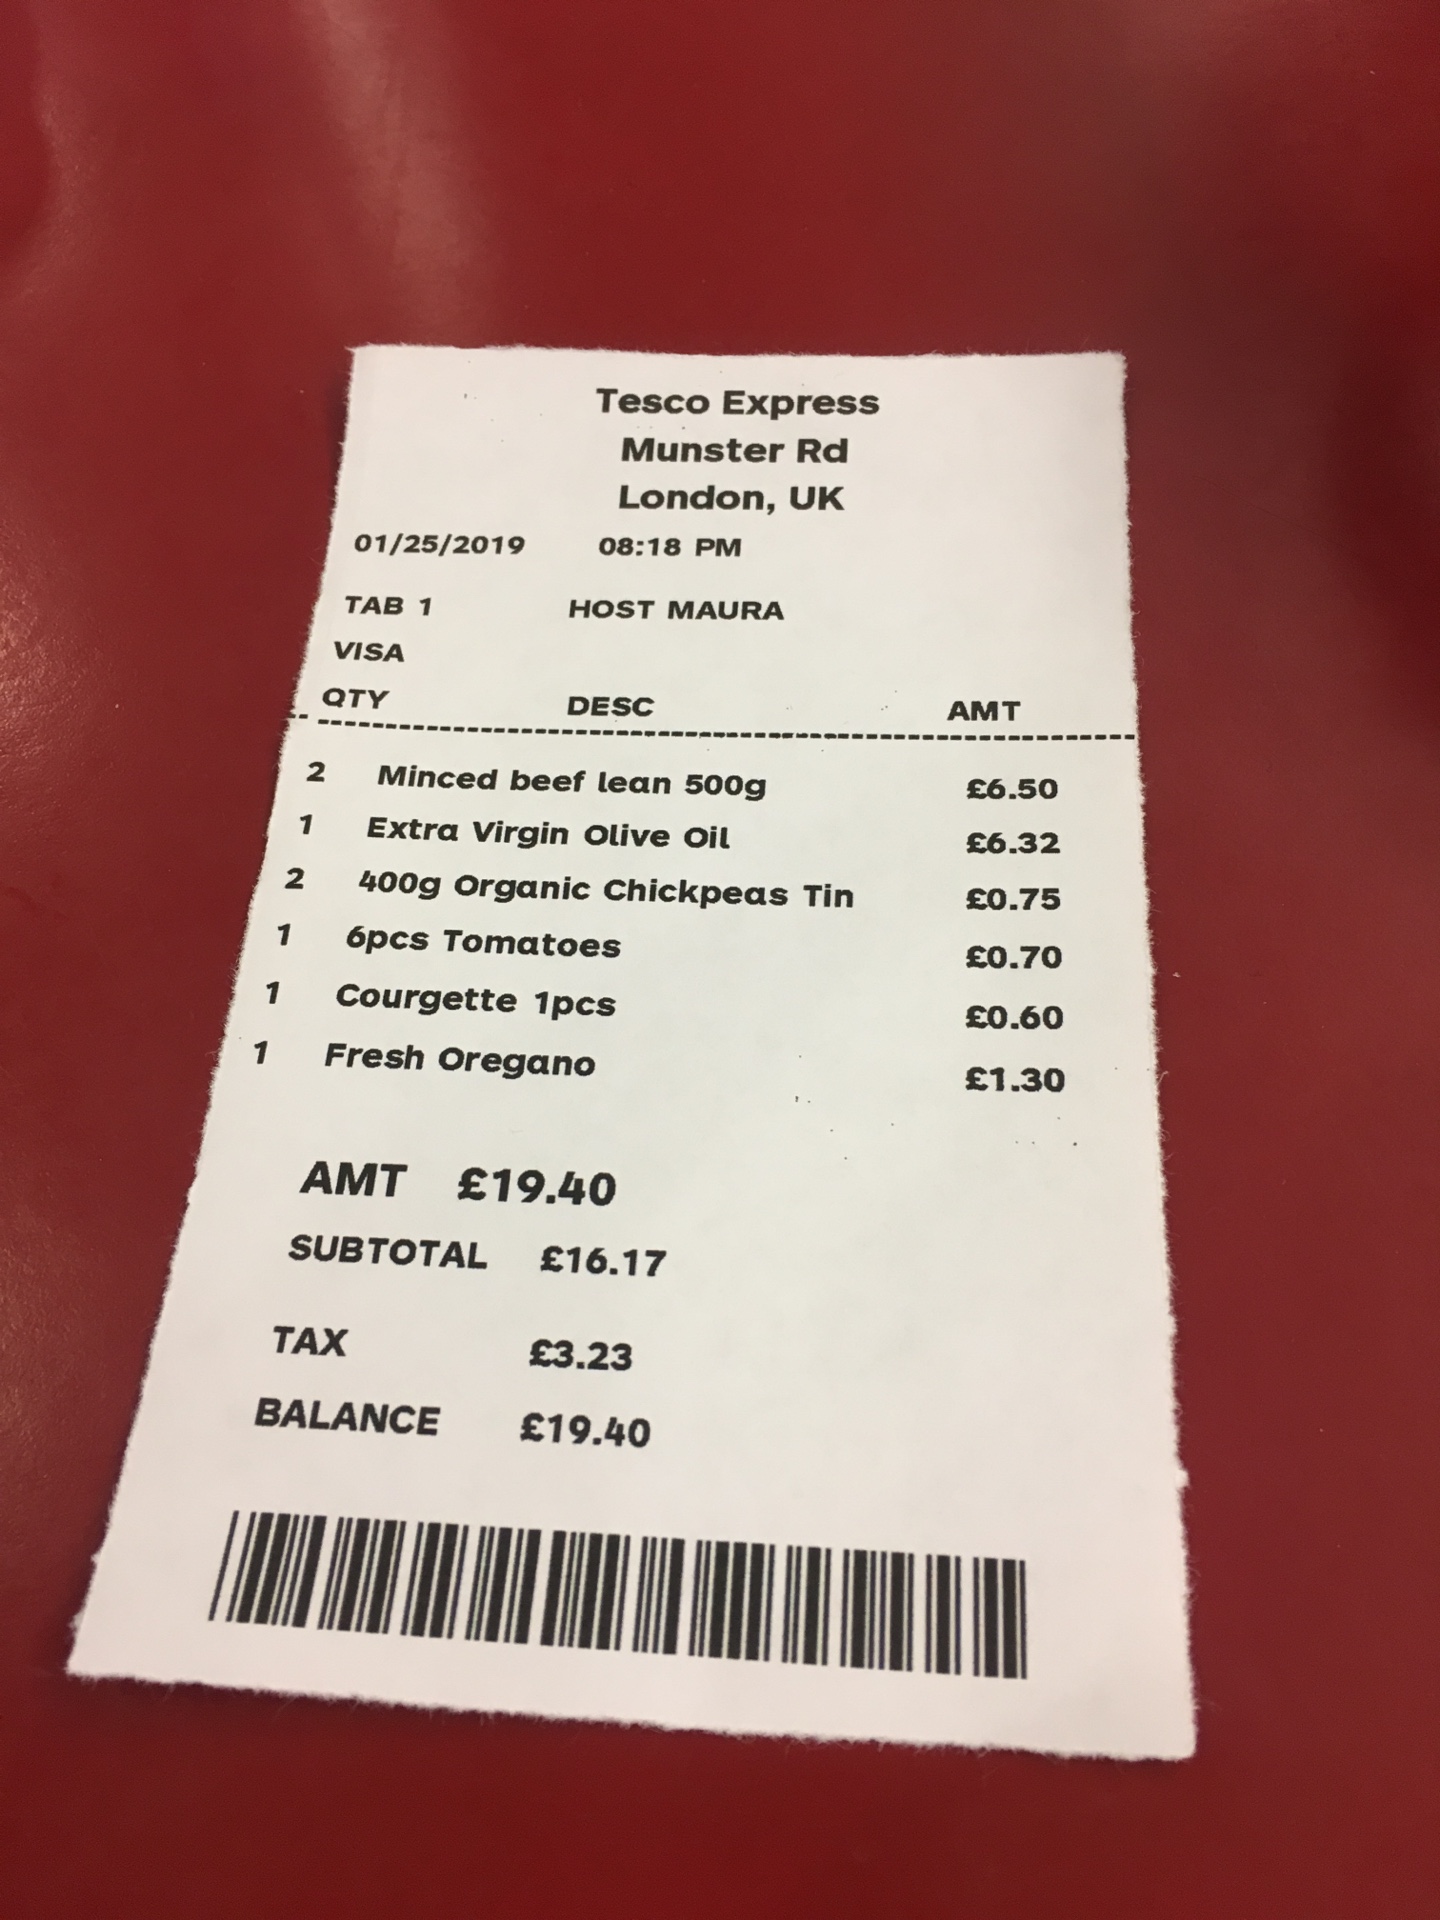 Tesco Express
Munster Rd
London, UK
01/25/2019 08:18 PM
TAB 1 HOST MAURA
VISA
QTY DESC AMT
2 Minced beef lean 500g £6.50
1 Extra Virgin Olive Oil £6.32
2 400g Organic Chickpeas Tin £0.75
1 6pcs Tomatoes £0.70
1 Courgette 1pcs £0.60
1 Fresh Oregano £1.30
AMT £19.40
SUBTOTAL £16.17
TAX £3.23
BALANCE £19.40